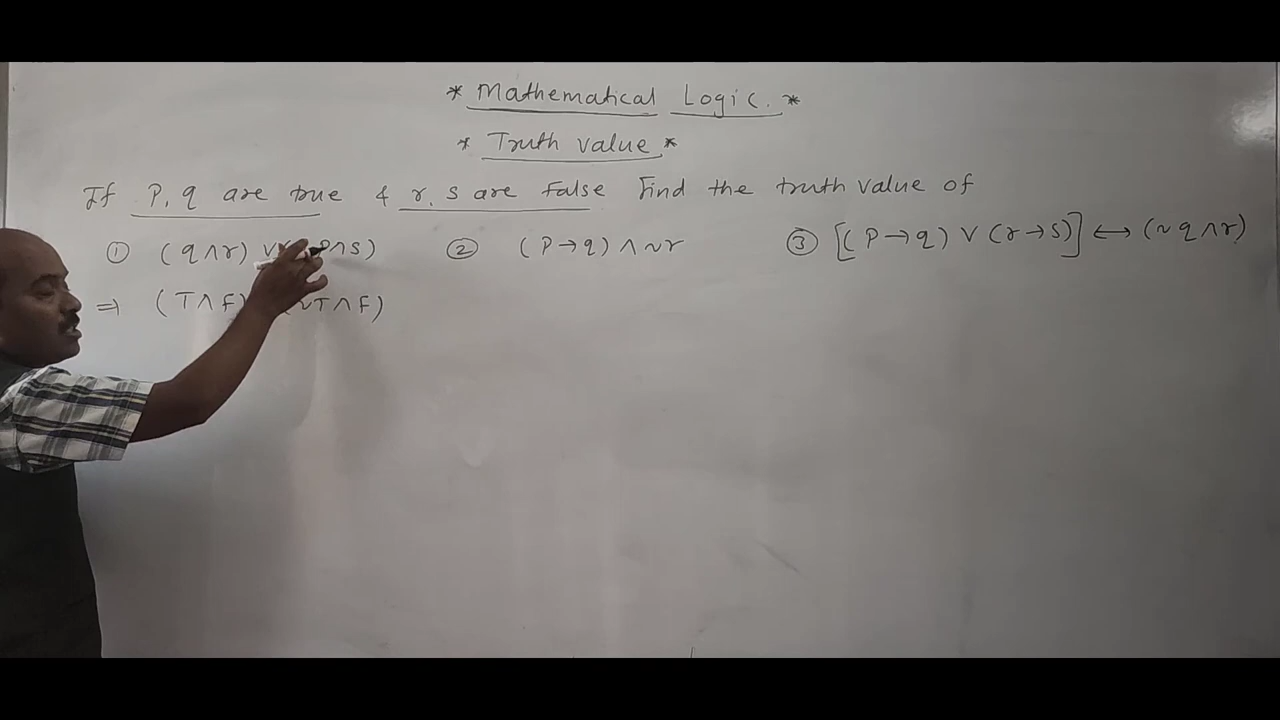 * Mathematical Logic. *
* Truth value *
If P, q are true & r, s are False Find the truth value of
① (q∧r) ∨ P∧s) ② (P→q) ∧ ~r ③ [(P→q) ∨ (r→s)] ↔ (~q∧r)
⇒ (T∧F) (~T∧F)